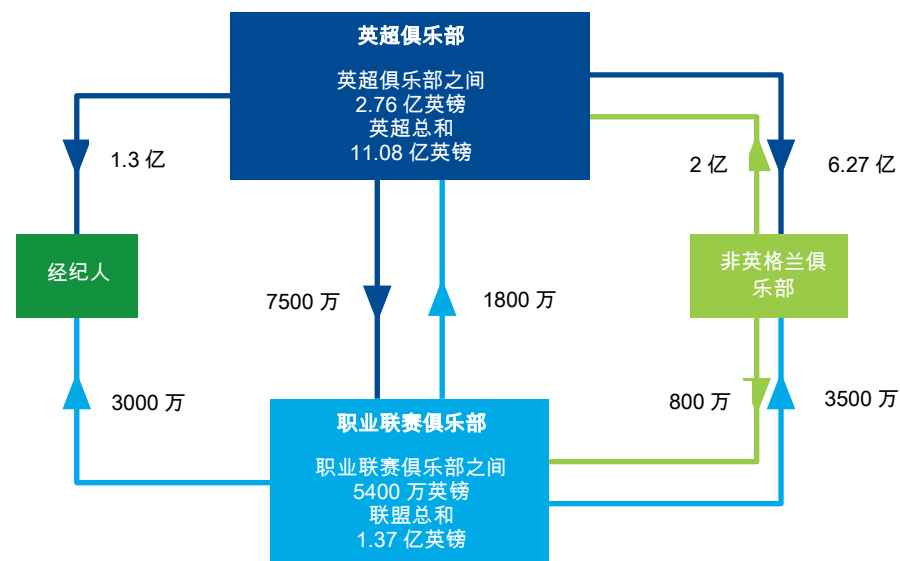 英超俱乐部
英超俱乐部之间
2.76 亿英镑
英超总和
11.08 亿英镑
1.3 亿
2 亿
6.27 亿
经纪人
非英格兰俱
乐部
7500 万
1800 万
3000 万
800 万
3500 万
职业联赛俱乐部
职业联赛俱乐部之间
5400 万英镑
联盟总和
1.37 亿英镑